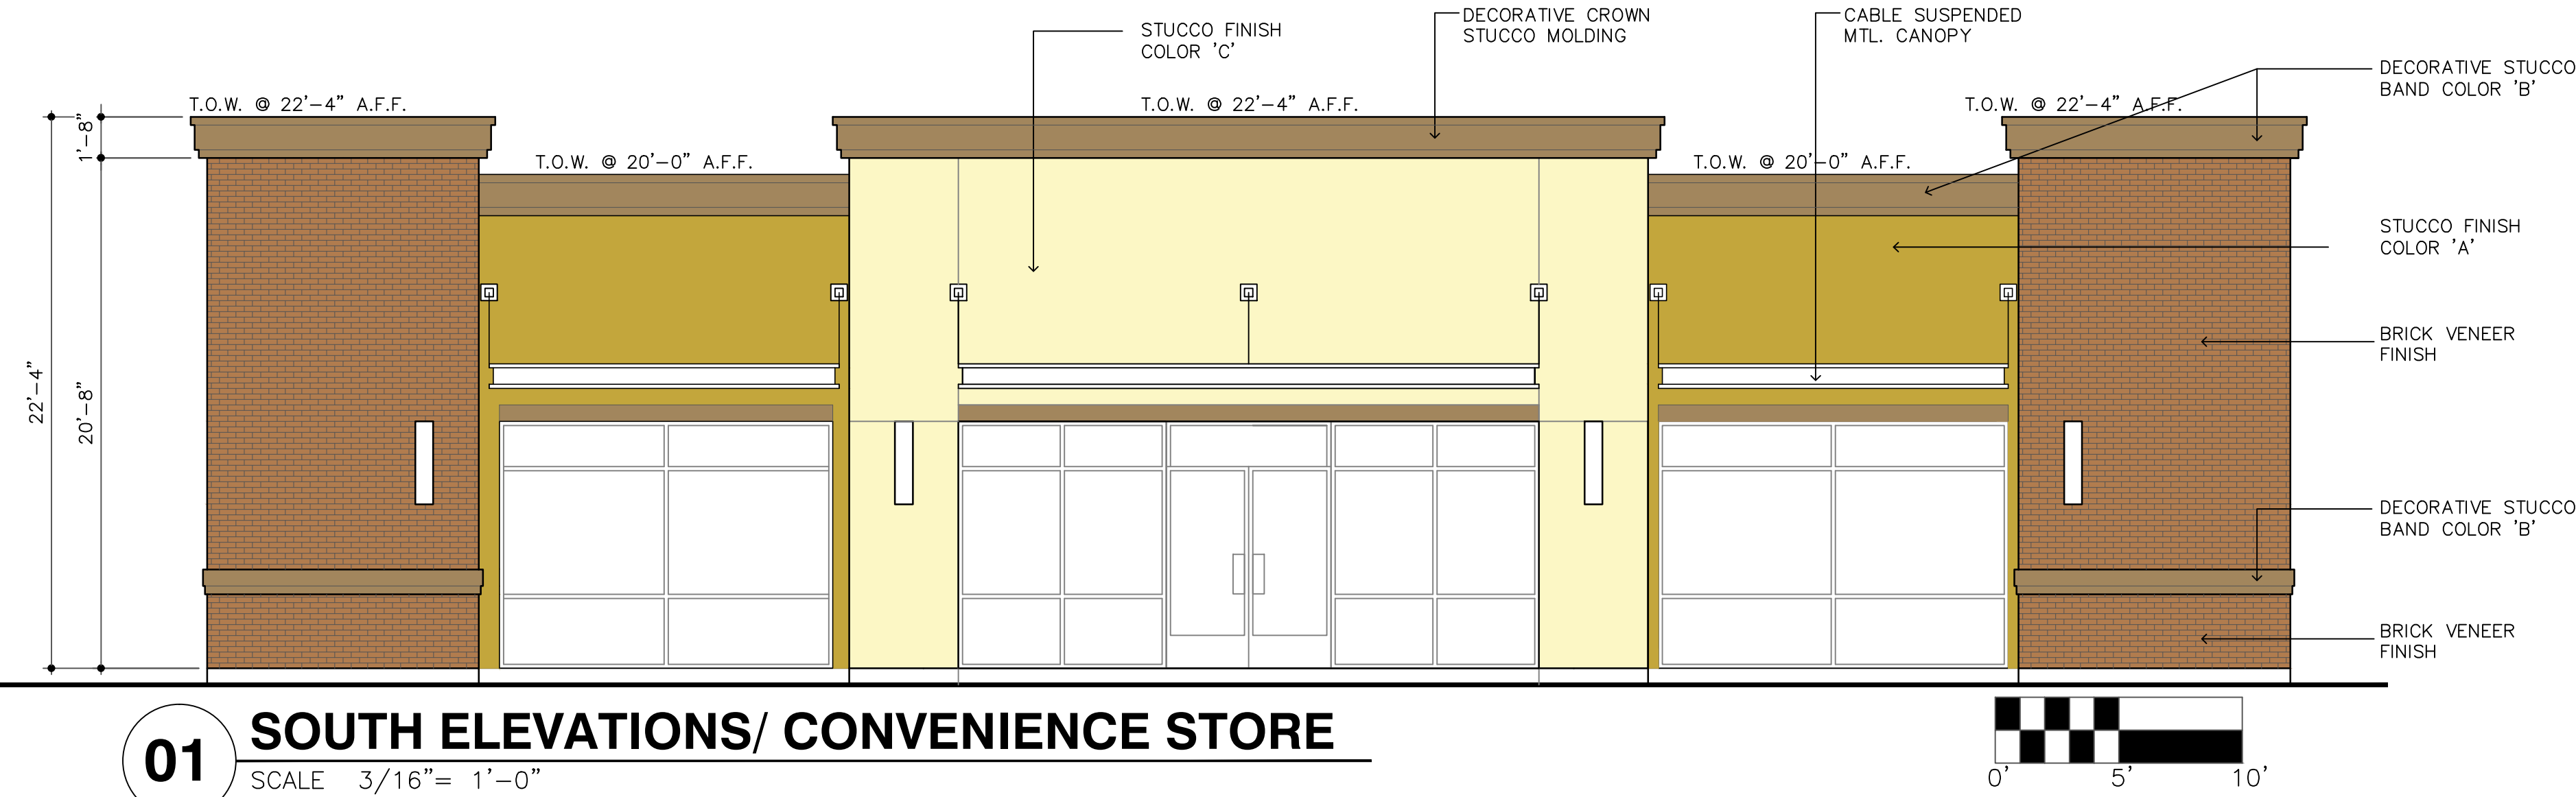 STUCCO FINISH
COLOR 'C'
DECORATIVE CROWN
STUCCO MOLDING
CABLE SUSPENDED
MTL. CANOPY
DECORATIVE STUCCO
BAND COLOR 'B'
T.O.W. @ 22'-4" A.F.F.
T.O.W. @ 22'-4" A.F.F.
T.O.W. @ 22'-4" A.F.F.
1'-8"
T.O.W. @ 20'-0" A.F.F.
T.O.W. @ 20'-0" A.F.F.
STUCCO FINISH
COLOR 'A'
BRICK VENEER
FINISH
22'-4"
20'-8"
DECORATIVE STUCCO
BAND COLOR 'B'
BRICK VENEER
FINISH
01
SOUTH ELEVATIONS/ CONVENIENCE STORE
SCALE 3/16"= 1'-0"
0' 5' 10'